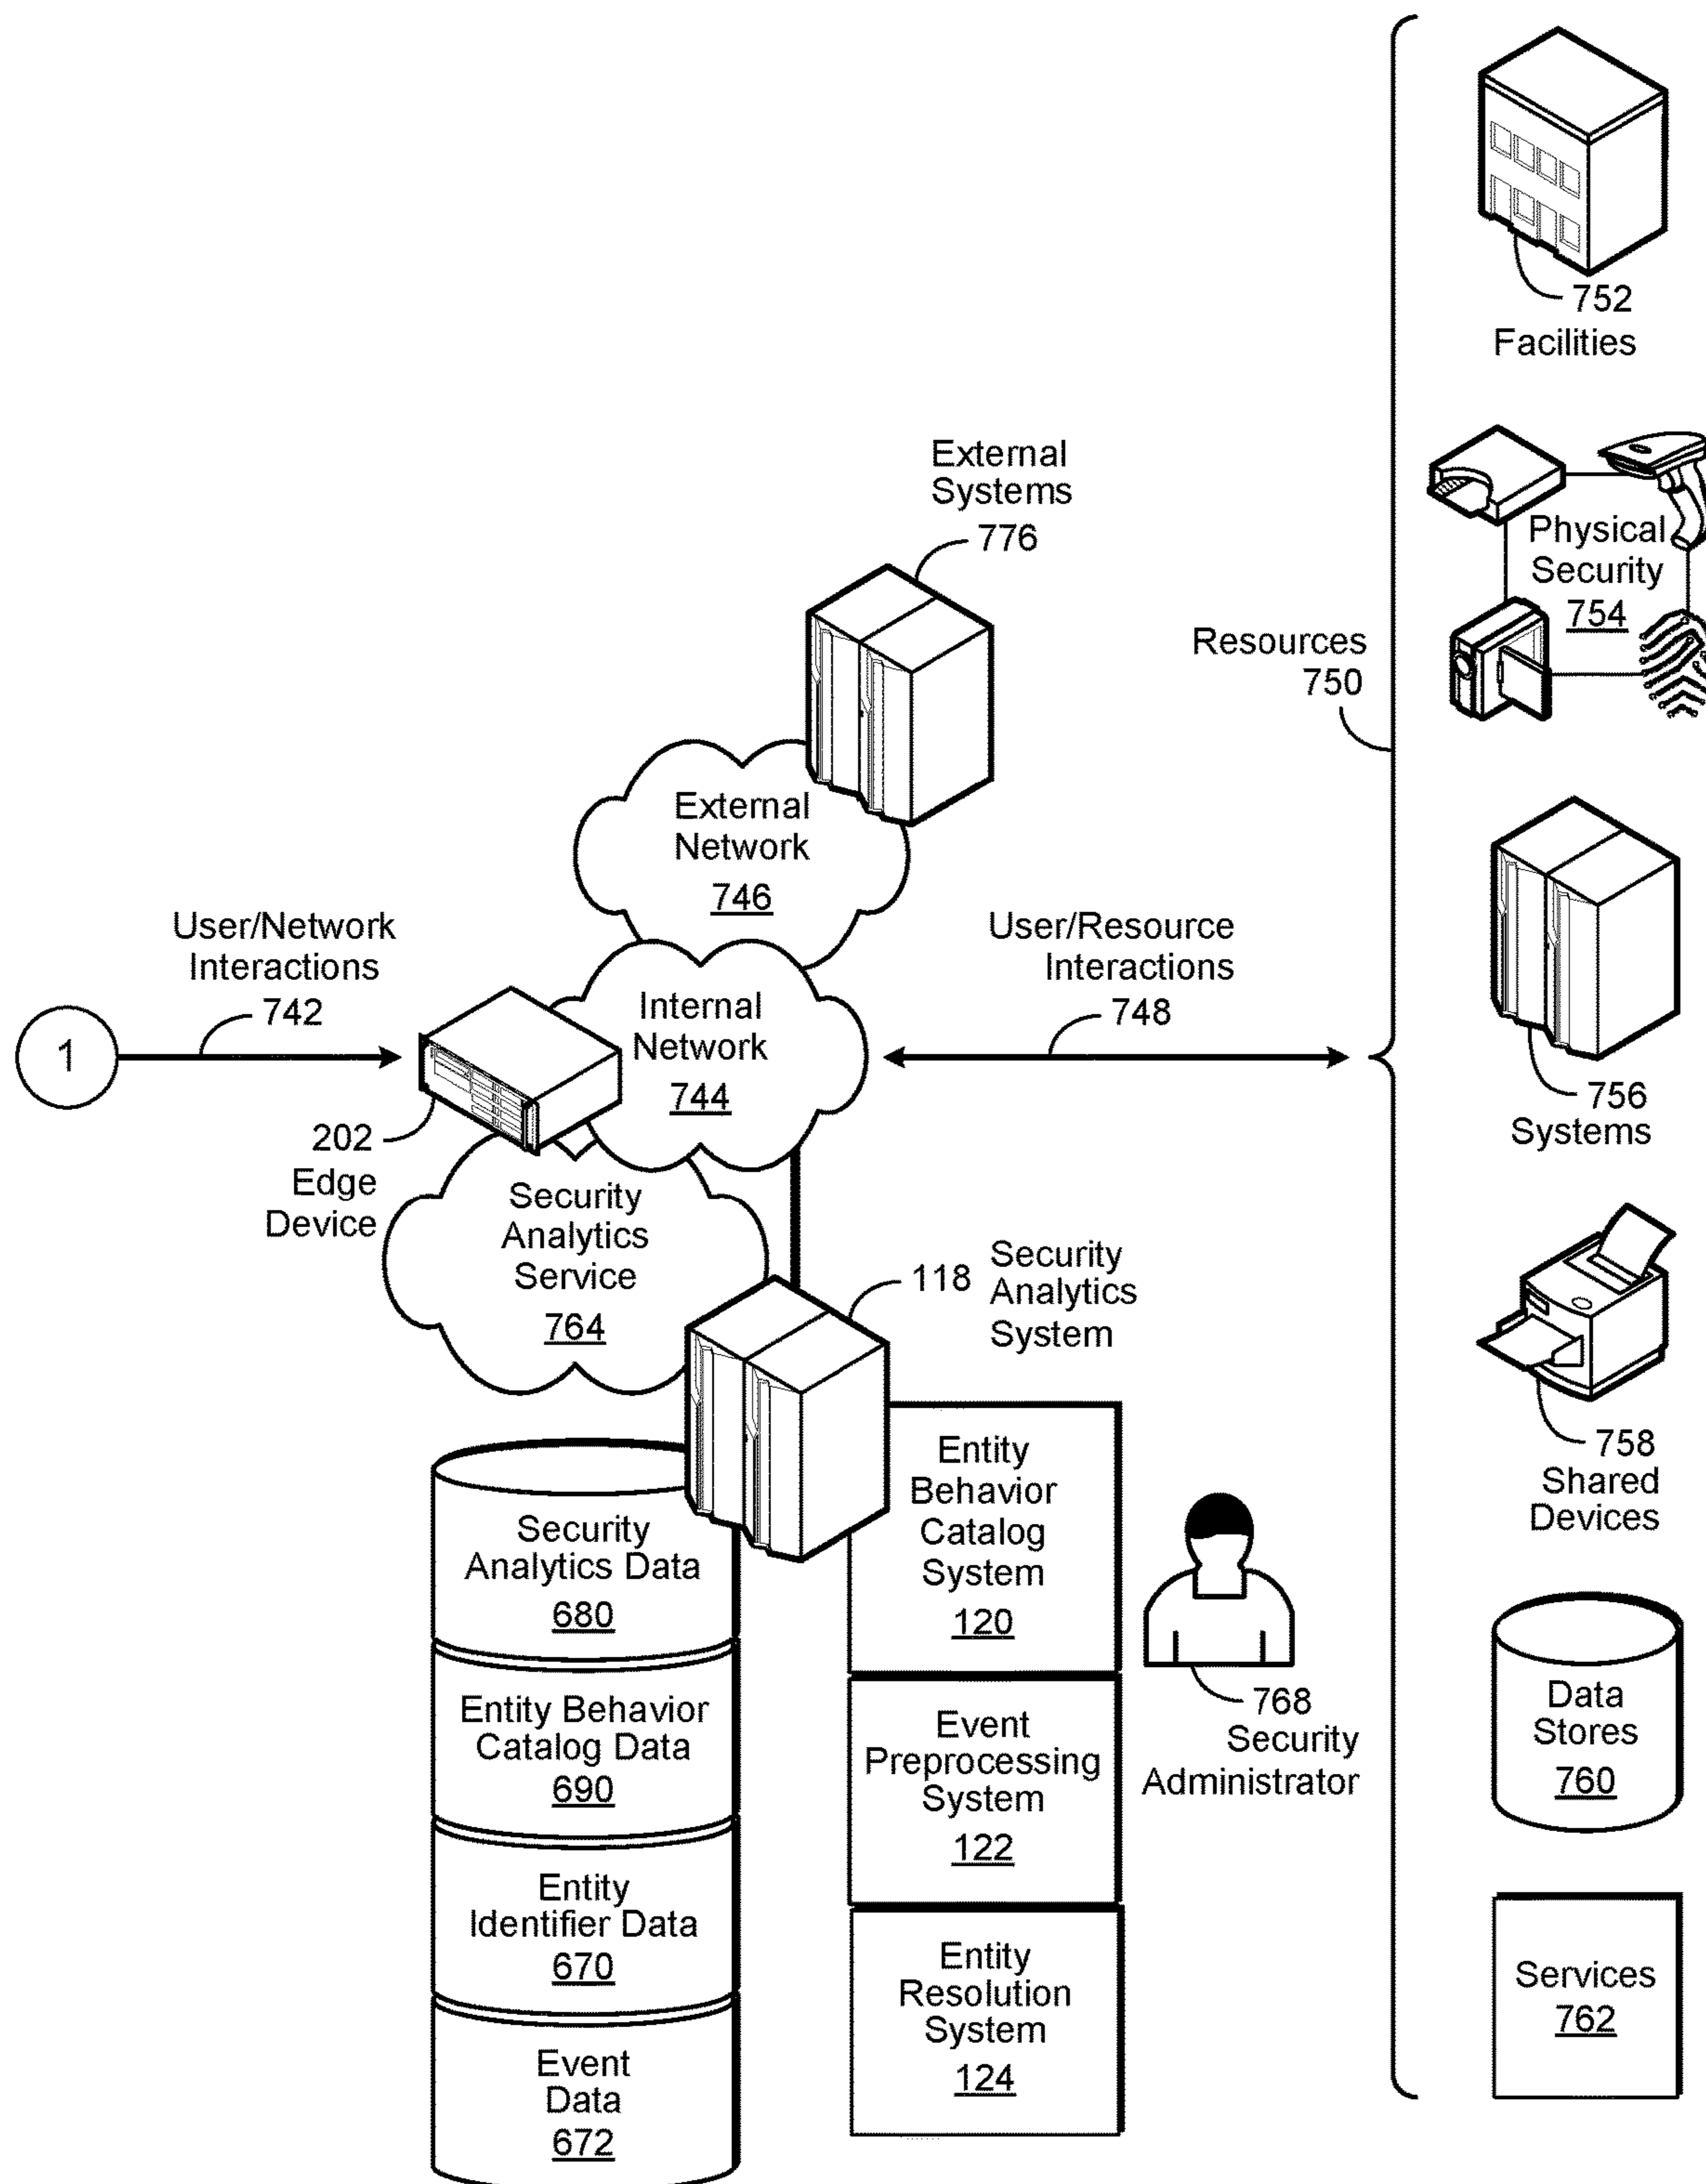 752
Facilities
External
Systems
776
Physical
Security
754
Resources
750
External
Network
746
User/Network
Interactions
742
User/Resource
Interactions
748
1
Internal
Network
744
202
Edge
Device
756
Systems
Security
Analytics
Service
764
118
Security
Analytics
System
758
Shared
Devices
Security
Analytics Data
680
Entity Behavior
Catalog Data
690
Entity
Identifier Data
670
Event
Data
672
Entity
Behavior
Catalog
System
120
Event
Preprocessing
System
122
Entity
Resolution
System
124
768
Security
Administrator
Data
Stores
760
Services
762